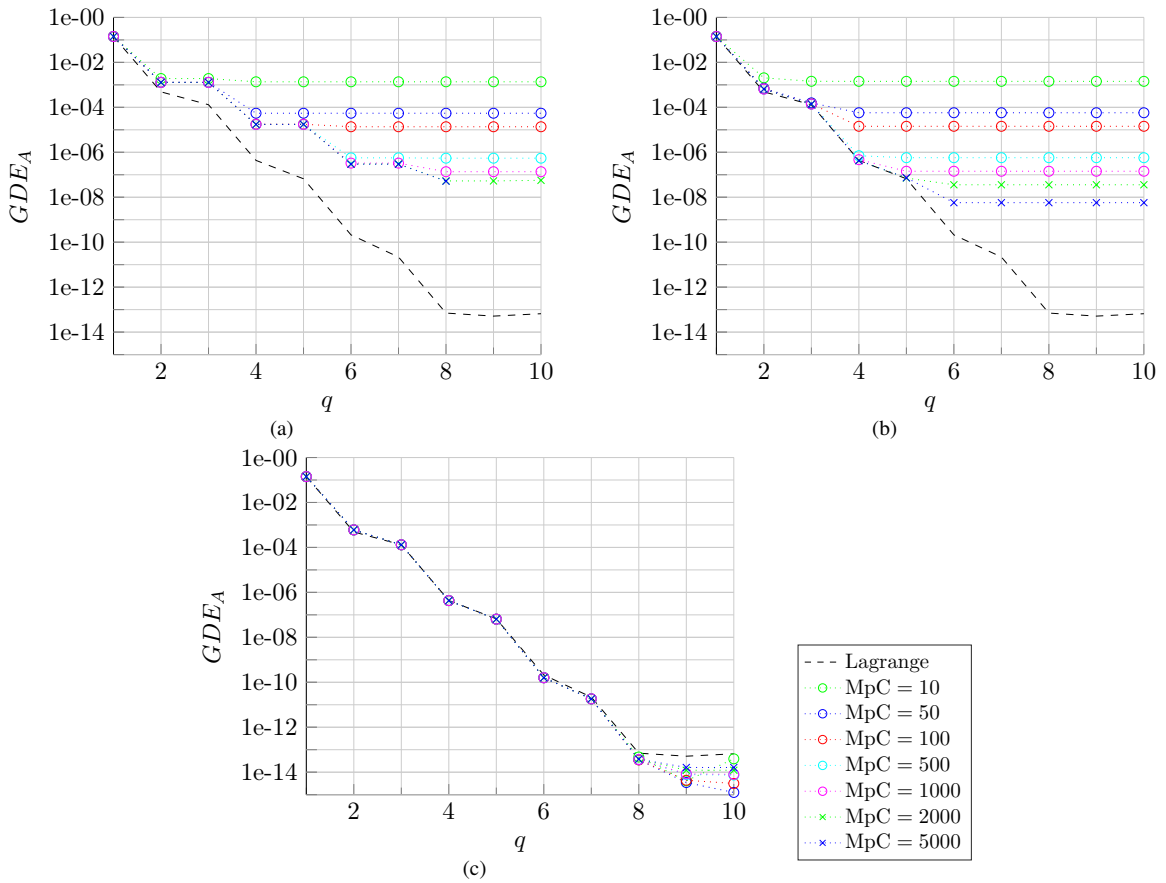 1e-00
1e-02
1e-04
1e-06
1e-08
1e-10
1e-12
1e-14
GDE_A
2 4 6 8 10
q
(a)
1e-00
1e-02
1e-04
1e-06
1e-08
1e-10
1e-12
1e-14
GDE_A
2 4 6 8 10
q
(b)
1e-00
1e-02
1e-04
1e-06
1e-08
1e-10
1e-12
1e-14
GDE_A
2 4 6 8 10
q
(c)
Lagrange
MpC = 10
MpC = 50
MpC = 100
MpC = 500
MpC = 1000
MpC = 2000
MpC = 5000